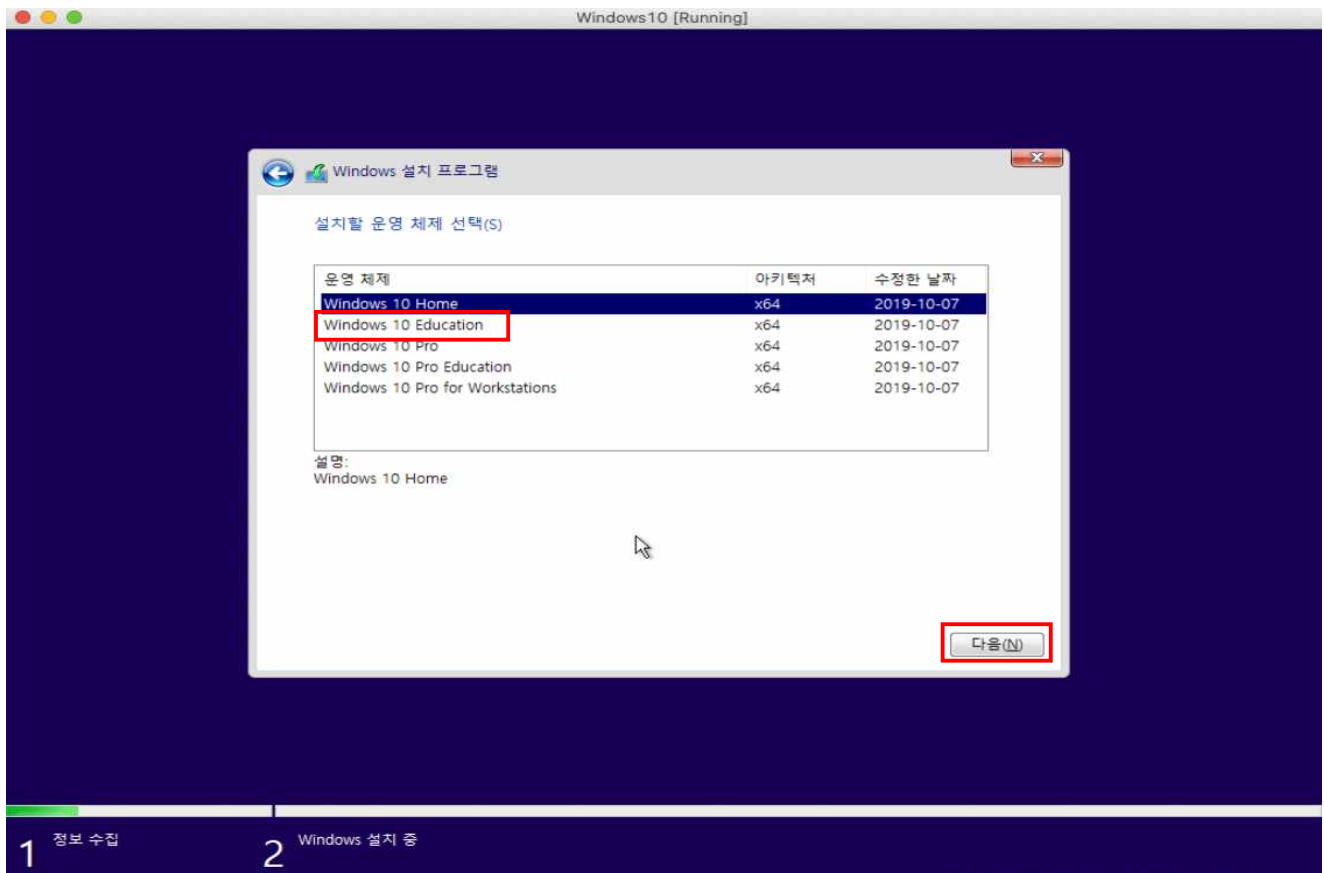 Windows10 [Running]
Windows 설치 프로그램
설치할 운영 체제 선택(S)
운영 체제 아키텍처 수정한 날짜
Windows 10 Home x64 2019-10-07
Windows 10 Education x64 2019-10-07
Windows 10 Pro x64 2019-10-07
Windows 10 Pro Education x64 2019-10-07
Windows 10 Pro for Workstations x64 2019-10-07
설명:
Windows 10 Home
다음(N)
1 정보 수집 2 Windows 설치 중